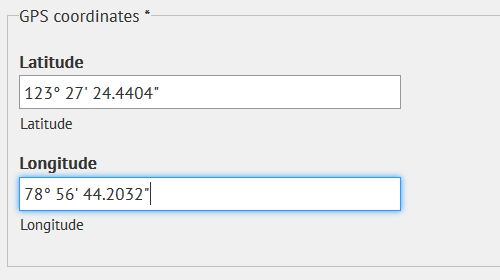 GPS coordinates *
Latitude
123° 27' 24.4404"
Latitude
Longitude
78° 56' 44.2032"
Longitude